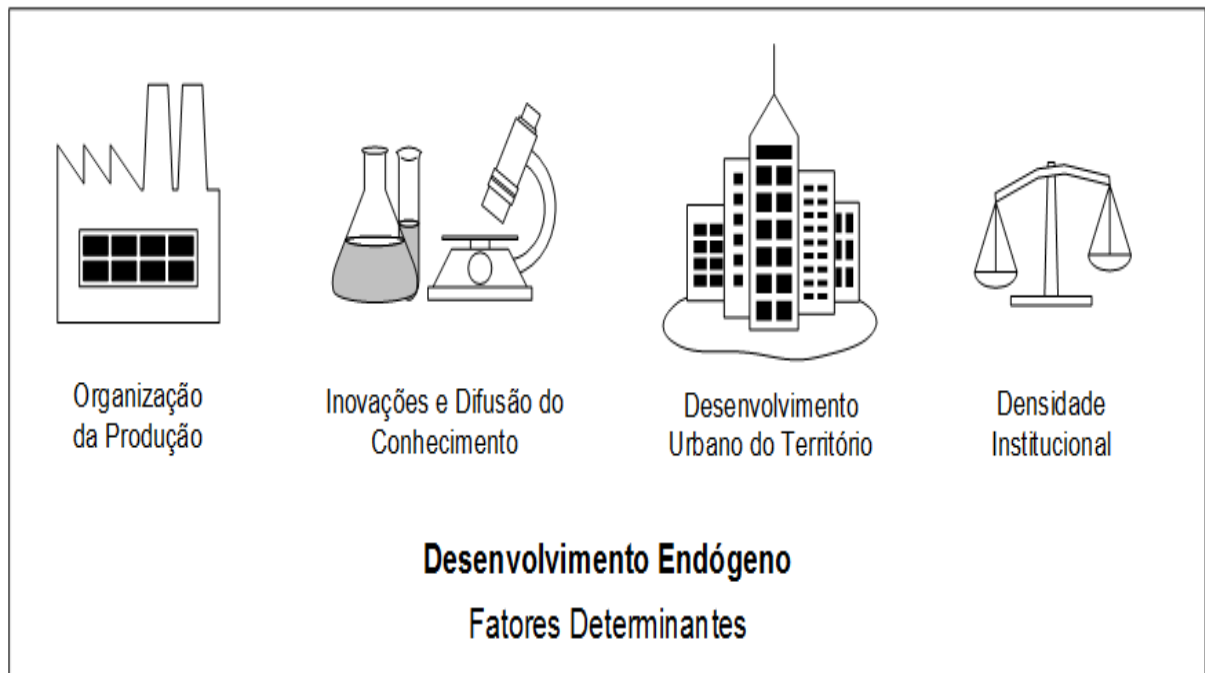 Organização
da Produção
Inovações e Difusão do
Conhecimento
Desenvolvimento
Urbano do Território
Densidade
Institucional
Desenvolvimento Endógeno
Fatores Determinantes